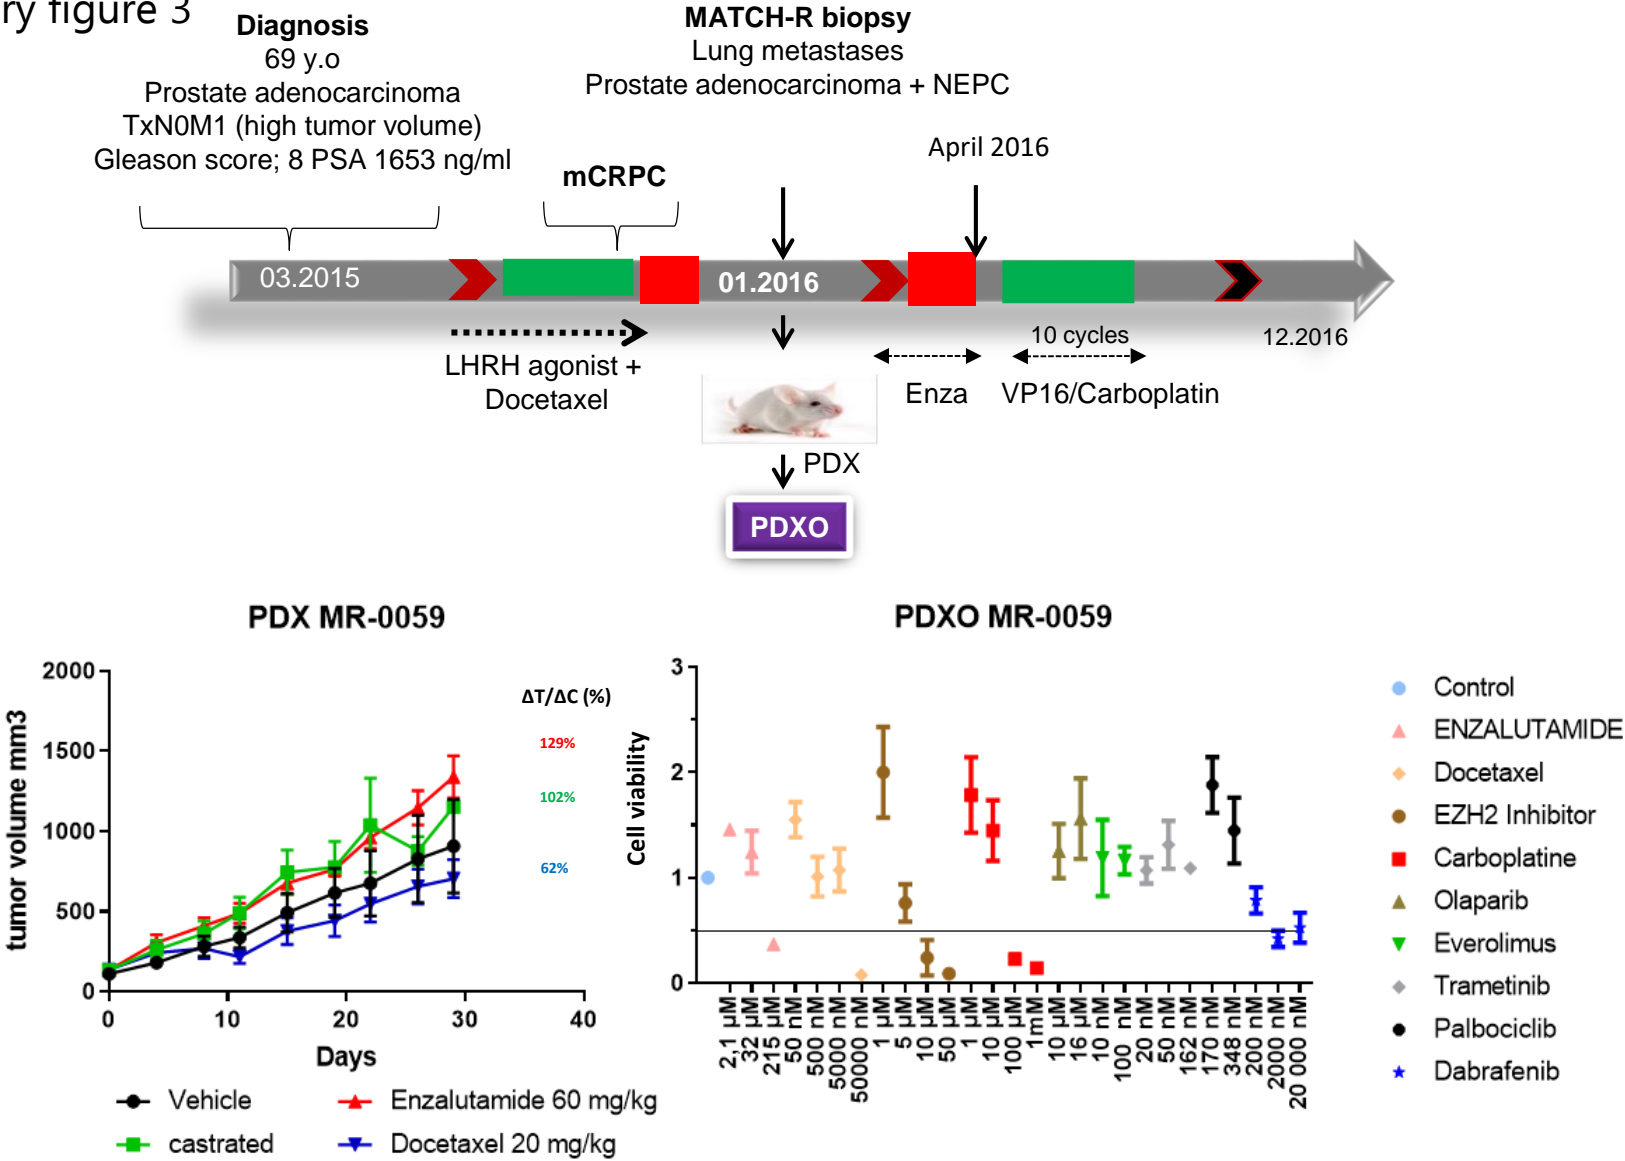 ry figure 3
Diagnosis
69 y.o
Prostate adenocarcinoma
TxN0M1 (high tumor volume)
Gleason score; 8 PSA 1653 ng/ml
MATCH-R biopsy
Lung metastases
Prostate adenocarcinoma + NEPC
mCRPC
April 2016
03.2015
01.2016
12.2016
LHRH agonist +
Docetaxel
Enza
10 cycles
VP16/Carboplatin
PDX
PDXO
PDX MR-0059
tumor volume mm3
2000
1500
1000
500
0
0 10 20 30 40
Days
ΔT/ΔC (%)
129%
102%
62%
Vehicle
Enzalutamide 60 mg/kg
castrated
Docetaxel 20 mg/kg
PDXO MR-0059
Cell viability
3
2
1
0
2,1 µM
32 µM
215 µM
50 nM
500 nM
5000 nM
50000 nM
1 µM
5 µM
10 µM
50 µM
1 µM
10 µM
100 µM
1mM
10 µM
16 µM
10 nM
100 nM
20 nM
50 nM
162 nM
170 nM
348 nM
200 nM
2000 nM
20 000 nM
Control
ENZALUTAMIDE
Docetaxel
EZH2 Inhibitor
Carboplatine
Olaparib
Everolimus
Trametinib
Palbociclib
Dabrafenib